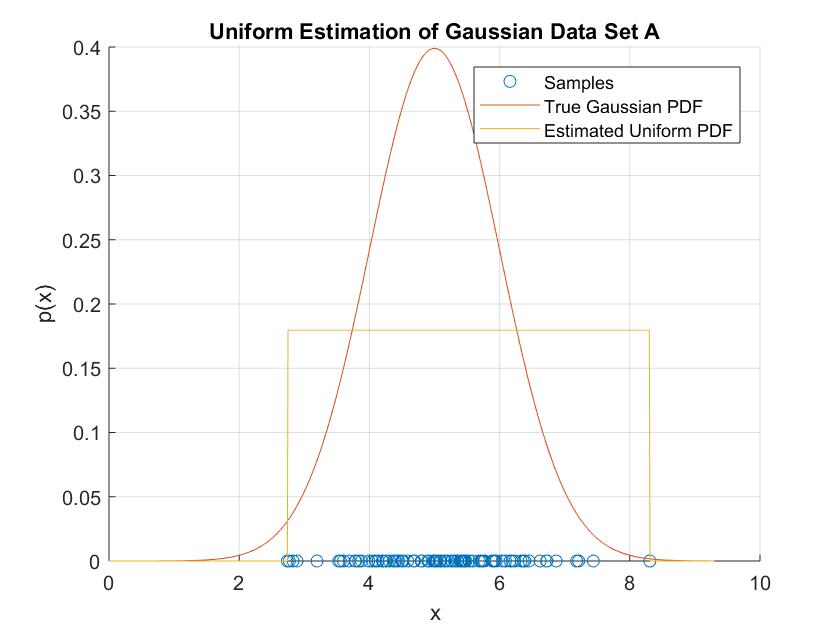 Uniform Estimation of Gaussian Data Set A
Samples
True Gaussian PDF
Estimated Uniform PDF
0.4
0.35
0.3
0.25
0.2
0.15
0.1
0.05
0
p(x)
0 2 4 6 8 10
x